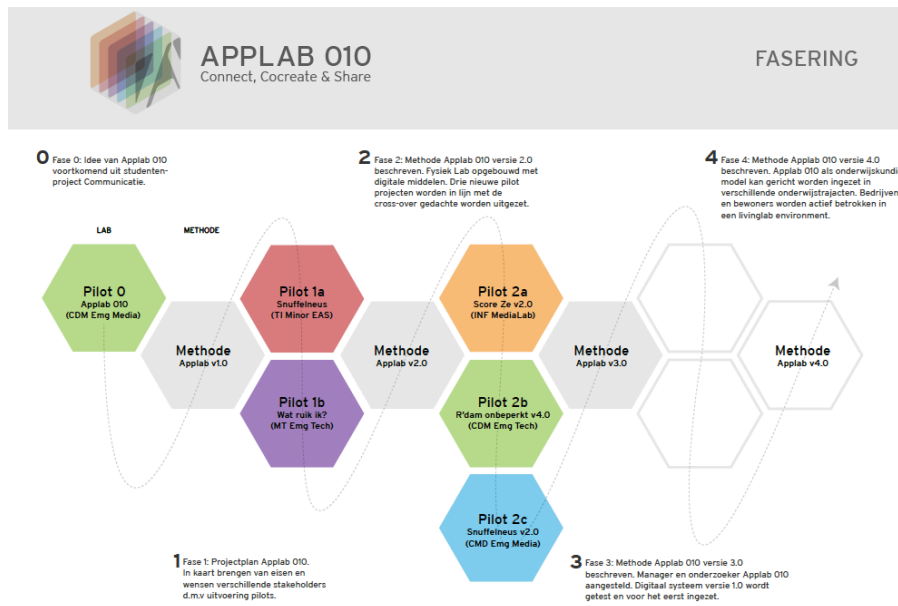 APPLAB 010
Connect, Cocreate & Share
FASERING
0 Fase 0: Idee van Applab 010
voortkomend uit studenten-
project Communicatie.
2 Fase 2: Methode Applab 010 versie 2.0
beschreven. Fysiek Lab opgebouwd met
digitale middelen. Drie nieuwe pilot
projecten worden in lijn met de
cross-over gedachte worden uitgezet.
4 Fase 4: Methode Applab 010 versie 4.0
beschreven. Applab 010 als onderwijskundi
model kan gericht worden ingezet in
verschillende onderwijstrajacten. Bedrijven
en bewoners worden actief betrokken in
een livinglab environment.
LAB
METHODE
Pilot 0
Applab 010
(CDM Emg Media)
Methode
Applab v1.0
Pilot 1a
Snuffelneus
(TI Minor EAS)
Pilot 1b
Wat ruik ik?
(MT Emg Tech)
Methode
Applab v2.0
Pilot 2a
Score Ze v2.0
(INF MediaLab)
Pilot 2b
R'dam onbeperkt v4.0
(CDM Emg Tech)
Pilot 2c
Snuffelneus v2.0
(CMD Emg Media)
Methode
Applab v3.0
Methode
Applab v4.0
1 Fase 1: Projectplan Applab 010.
In kaart brengen van eisen en
wensen verschillende stakeholders
d.m.v uitvoering pilots.
3 Fase 3: Methode Applab 010 versie 3.0
beschreven. Manager en onderzoeker Applab 010
aangesteld. Digitaal systeem versie 1.0 wordt
getest en voor het eerst ingezet.